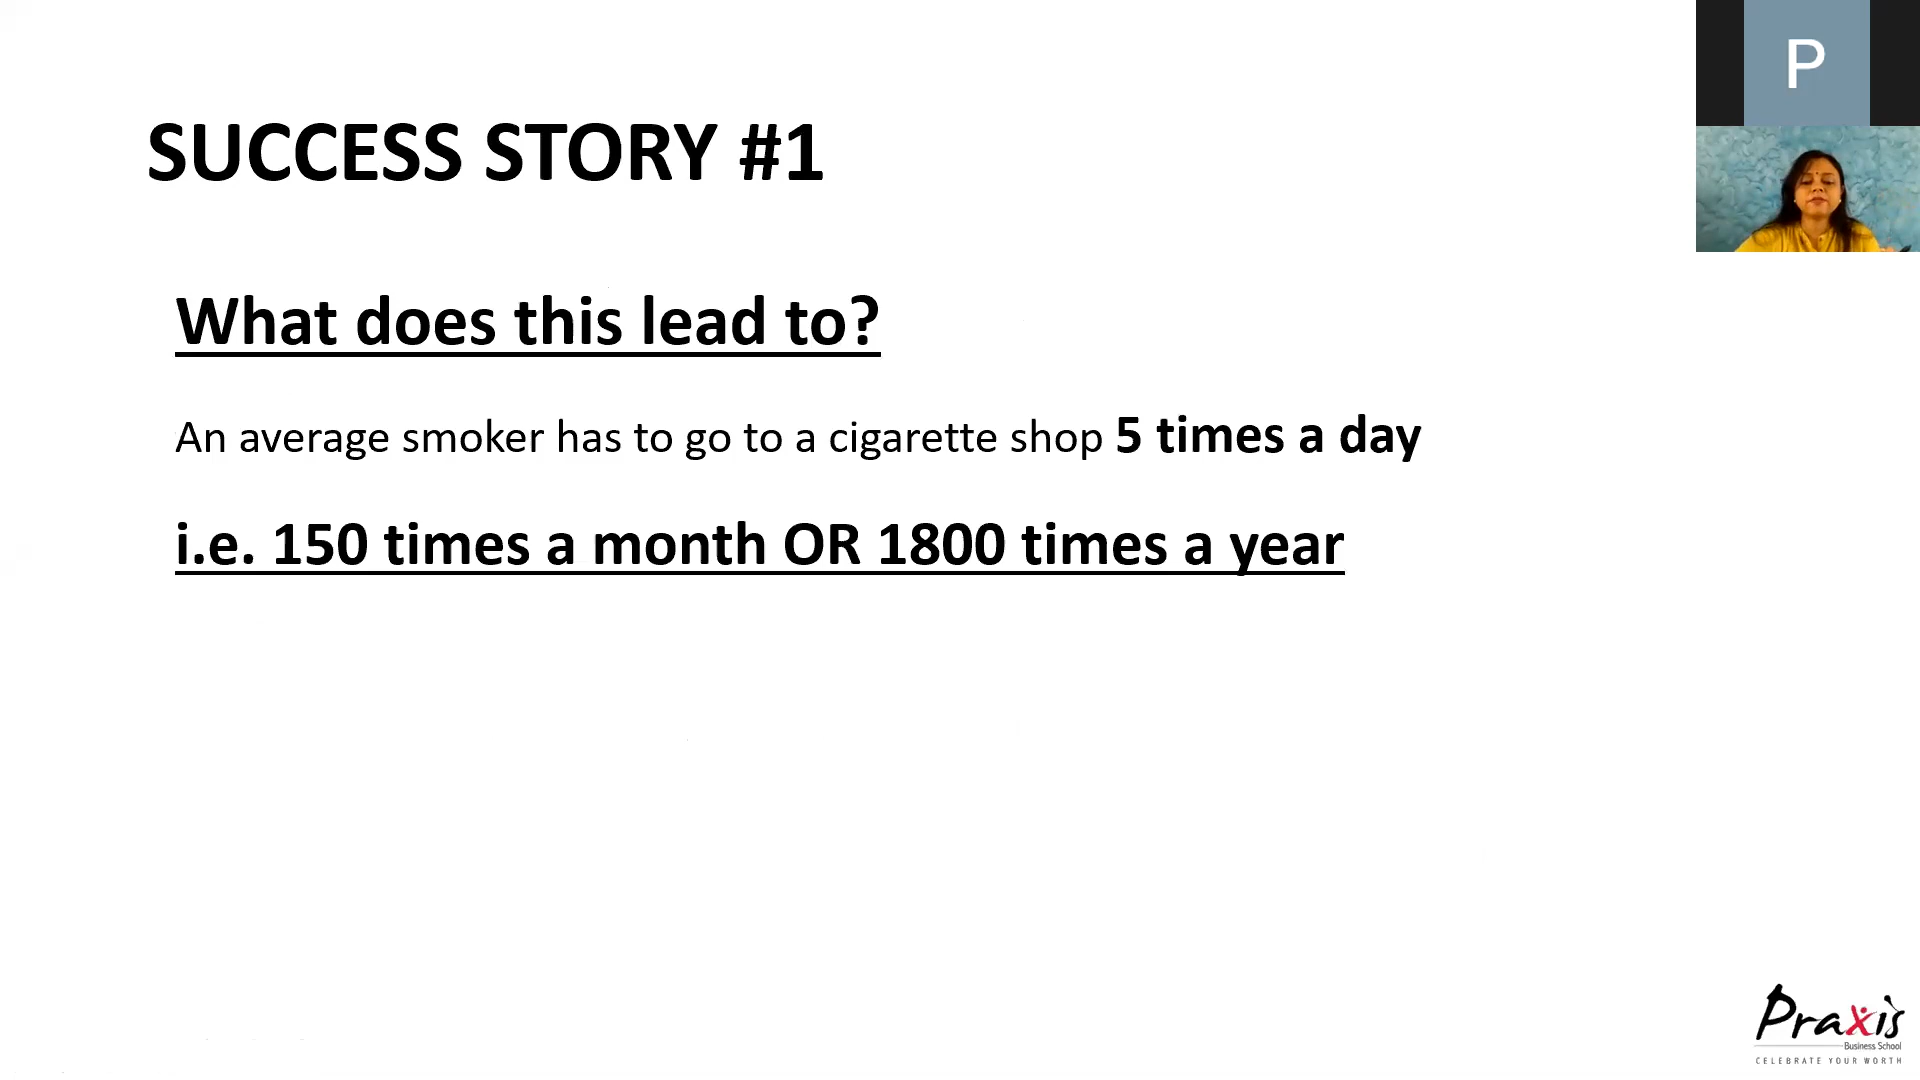 P
SUCCESS STORY #1
What does this lead to?
An average smoker has to go to a cigarette shop 5 times a day
i.e. 150 times a month OR 1800 times a year
Praxis
Business School
CELEBRATE YOUR WORTH